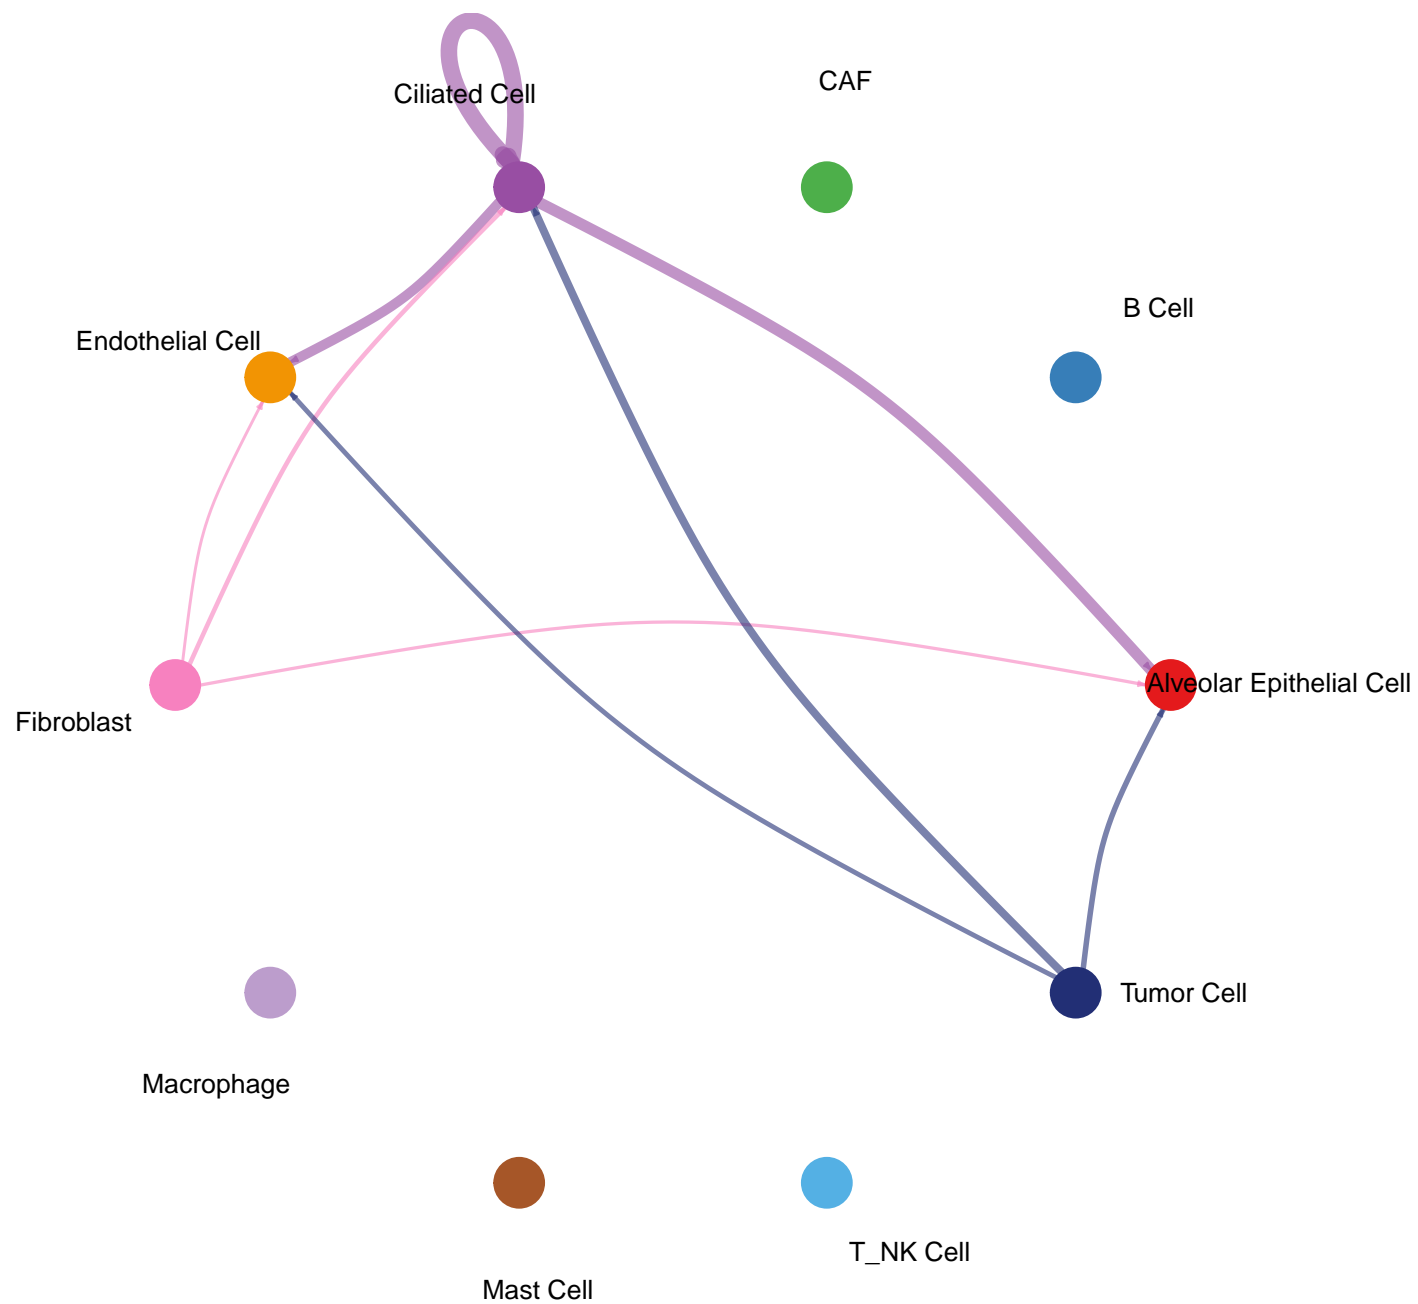 CAF
Ciliated Cell
B Cell
Endothelial Cell
Alveolar Epithelial Cell
Fibroblast
Tumor Cell
Macrophage
T_NK Cell
Mast Cell